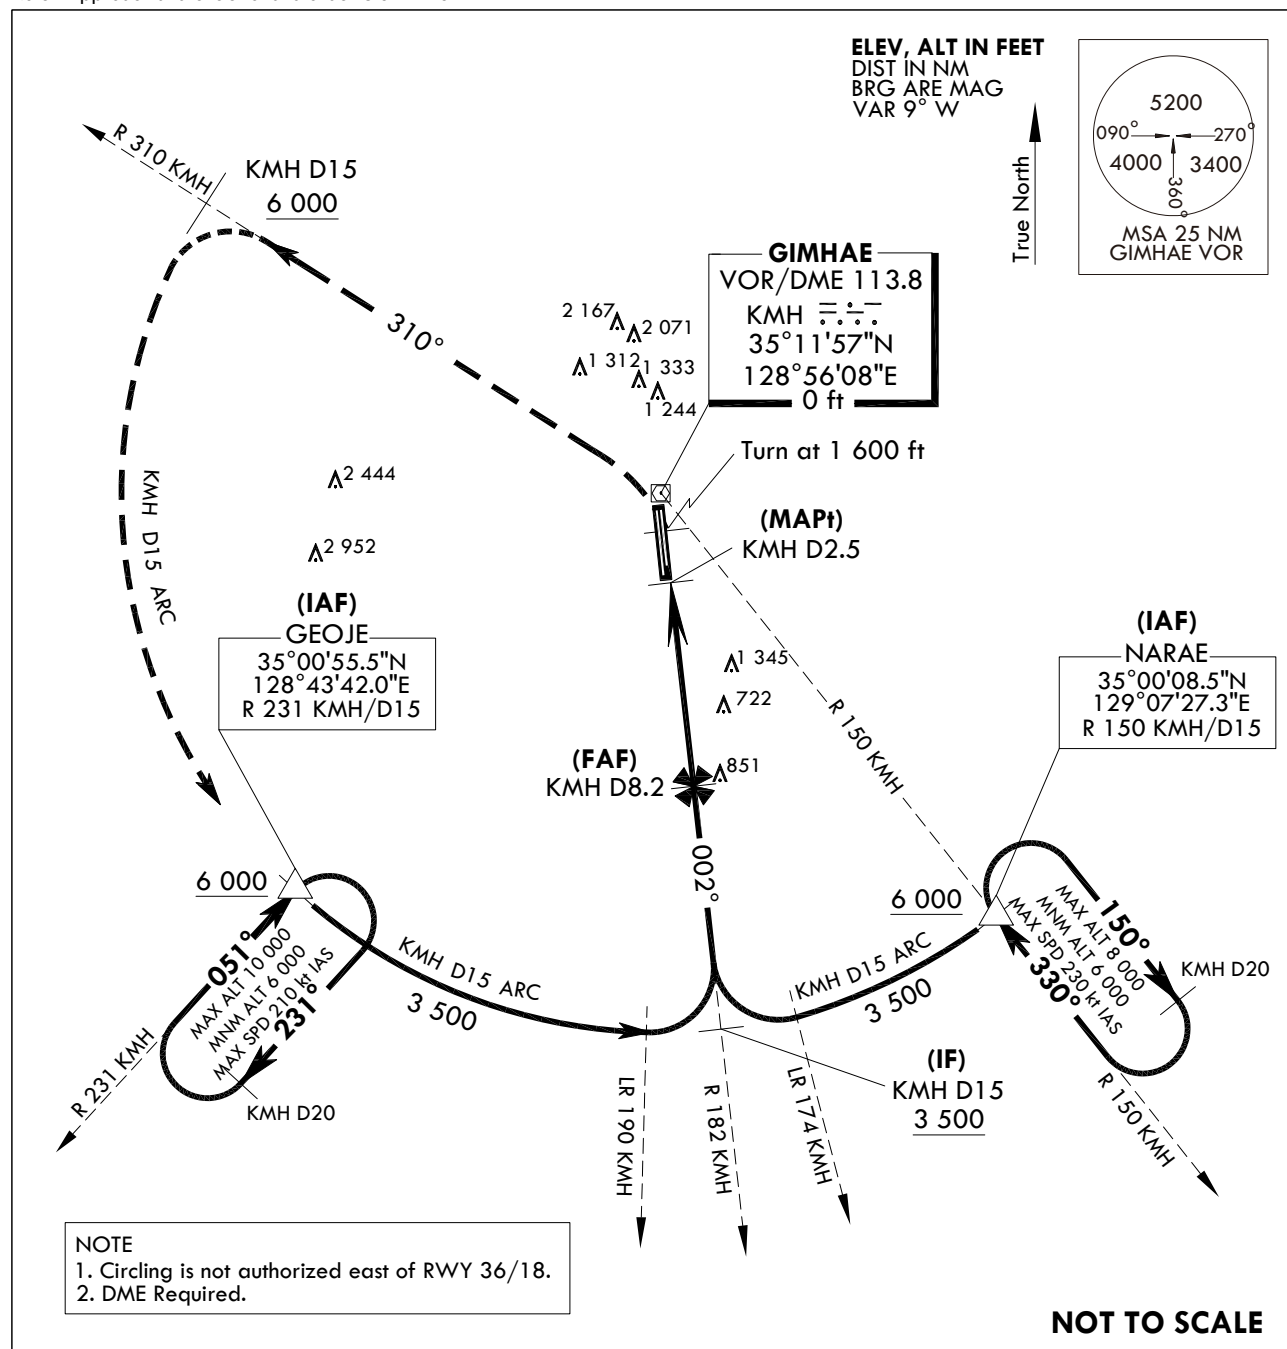 ELEV, ALT IN FEET
DIST IN NM
BRG ARE MAG
VAR 9° W
True North
5200
090°
270°
4000
3400
360°
MSA 25 NM
GIMHAE VOR
R 310 KMH
KMH D15
6 000
310°
KMH D15 ARC
GIMHAE
VOR/DME 113.8
KMH
35°11'57"N
128°56'08"E
0 ft
2 167
2 071
1 312
1 333
1 244
Turn at 1 600 ft
(MAPt)
KMH D2.5
2 444
2 952
(IAF)
GEOJE
35°00'55.5"N
128°43'42.0"E
R 231 KMH/D15
(IAF)
NARAE
35°00'08.5"N
129°07'27.3"E
R 150 KMH/D15
1 345
722
851
R 150 KMH
(FAF)
KMH D8.2
002°
6 000
051°
MAX ALT 10 000
MNM ALT 6 000
MAX SPD 210 kt IAS
231°
R 231 KMH
KMH D20
KMH D15 ARC
3 500
6 000
KMH D15 ARC
3 500
150°
MAX ALT 8 000
MNM ALT 6 000
MAX SPD 230 kt IAS
330°
KMH D20
R 150 KMH
(IF)
KMH D15
3 500
LR 190 KMH
R 182 KMH
LR 174 KMH
NOTE
1. Circling is not authorized east of RWY 36/18.
2. DME Required.
NOT TO SCALE